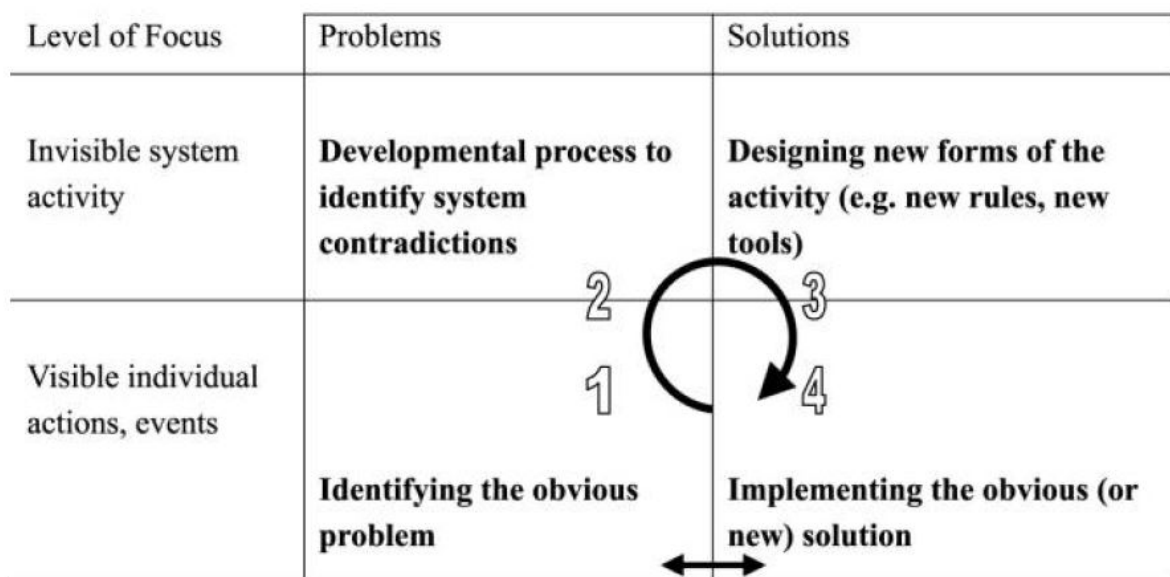 Level of Focus
Problems
Solutions
Invisible system
activity
Developmental process to
identify system
contradictions
Designing new forms of the
activity (e.g. new rules, new
tools)
2
3
Visible individual
actions, events
1
4
Identifying the obvious
problem
Implementing the obvious (or
new) solution